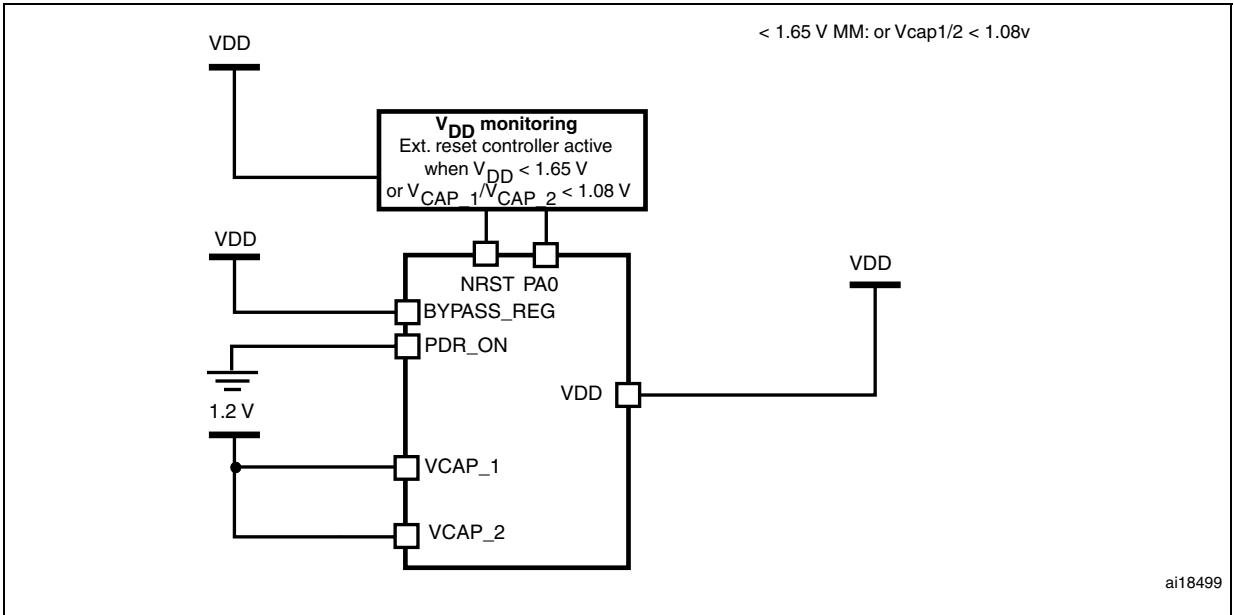 < 1.65 V MM: or Vcap1/2 < 1.08v
VDD
VDD monitoring
Ext. reset controller active
when VDD < 1.65 V
or VCAP_1/VCAP_2 < 1.08 V
VDD
NRST PA0
VDD
BYPASS_REG
PDR_ON
VDD
1.2 V
VCAP_1
VCAP_2
ai18499